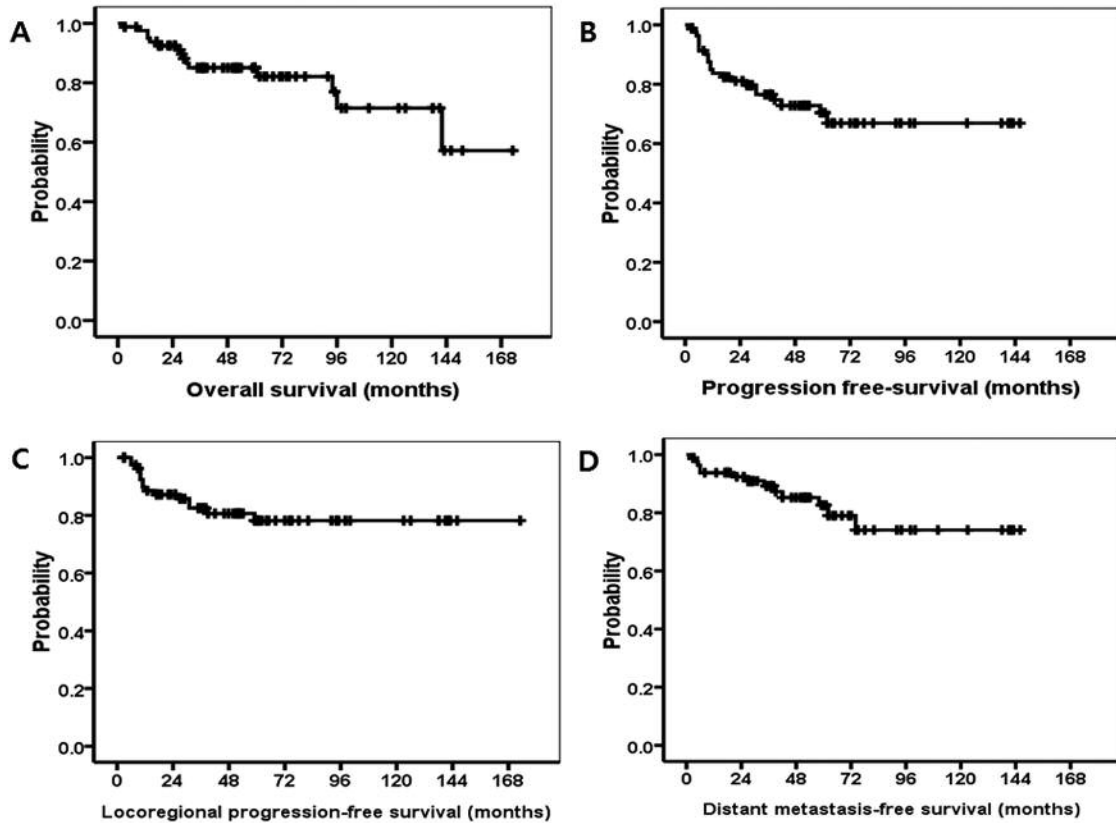 A
1.0
0.8
0.6
0.4
0.2
0.0
Probability
0 24 48 72 96 120 144 168
Overall survival (months)
B
1.0
0.8
0.6
0.4
0.2
0.0
Probability
0 24 48 72 96 120 144 168
Progression free-survival (months)
C
1.0
0.8
0.6
0.4
0.2
0.0
Probability
0 24 48 72 96 120 144 168
Locoregional progression-free survival (months)
D
1.0
0.8
0.6
0.4
0.2
0.0
Probability
0 24 48 72 96 120 144 168
Distant metastasis-free survival (months)